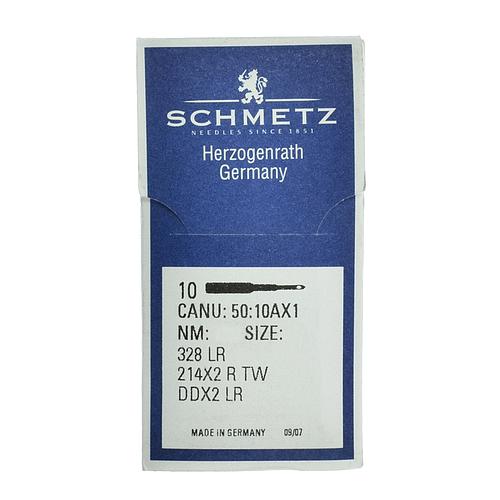 SCHMETZ
NEEDLES SINCE 1851
Herzogenrath
Germany
10
CANU: 50:10AX1
NM: SIZE:
328 LR
214X2 R TW
DDX2 LR
MADE IN GERMANY 09/07